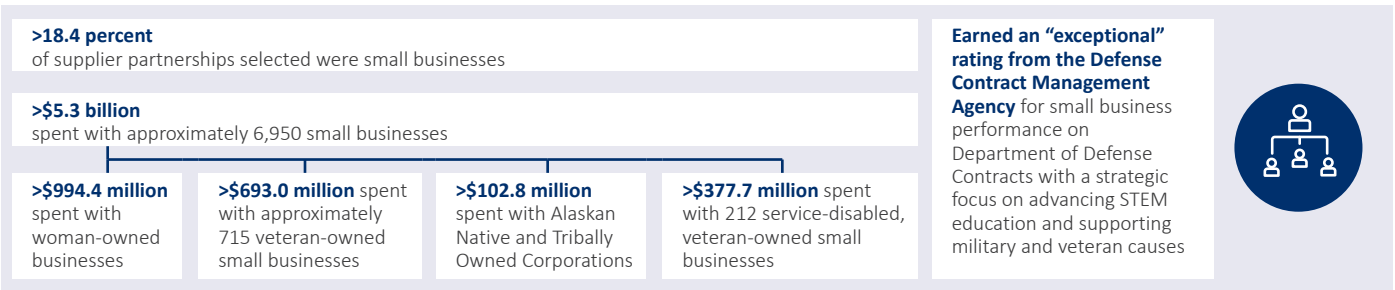 >18.4 percent
of supplier partnerships selected were small businesses
>$5.3 billion
spent with approximately 6,950 small businesses
>$994.4 million
spent with
woman-owned
businesses
>$693.0 million spent
with approximately
715 veteran-owned
small businesses
>$102.8 million
spent with Alaskan
Native and Tribally
Owned Corporations
>$377.7 million spent
with 212 service-disabled,
veteran-owned small
businesses
Earned an “exceptional”
rating from the Defense
Contract Management
Agency for small business
performance on
Department of Defense
Contracts with a strategic
focus on advancing STEM
education and supporting
military and veteran causes